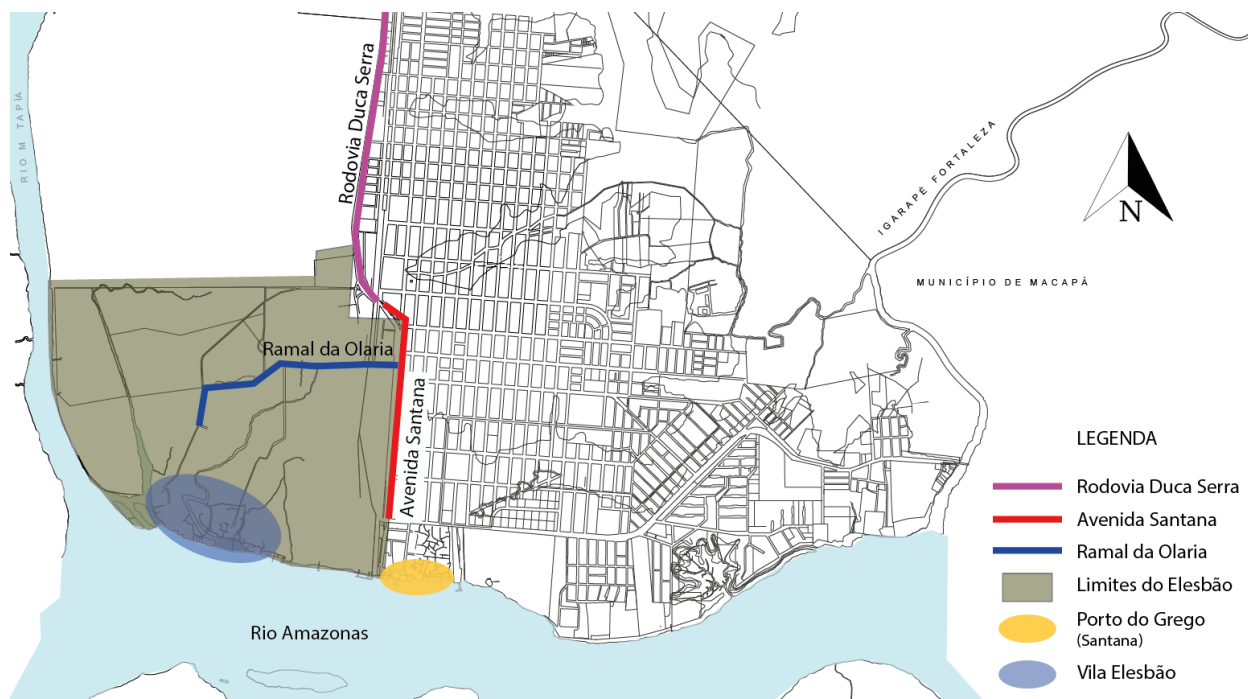 RIO M TAPIÁ
Rodovia Duca Serra
IGARAPÉ FORTALEZA
N
MUNICÍPIO DE MACAPÁ
Ramal da Olaria
Avenida Santana
Rio Amazonas
LEGENDA
Rodovia Duca Serra
Avenida Santana
Ramal da Olaria
Limites do Elesbão
Porto do Grego
(Santana)
Vila Elesbão